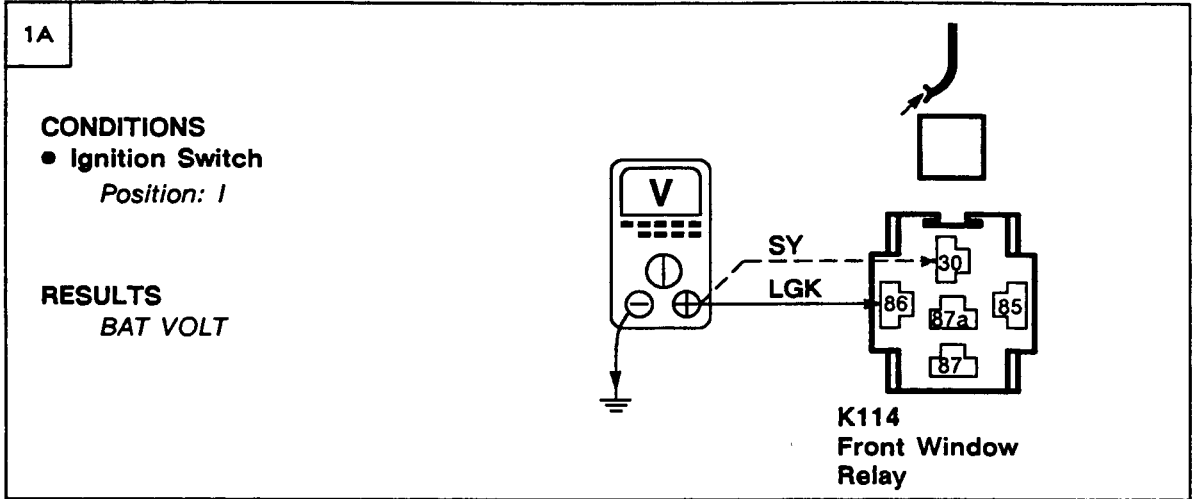 1A
CONDITIONS
● Ignition Switch
Position: I
RESULTS
BAT VOLT
V
SY
LGK
30
86
87a
85
87
K114
Front Window
Relay